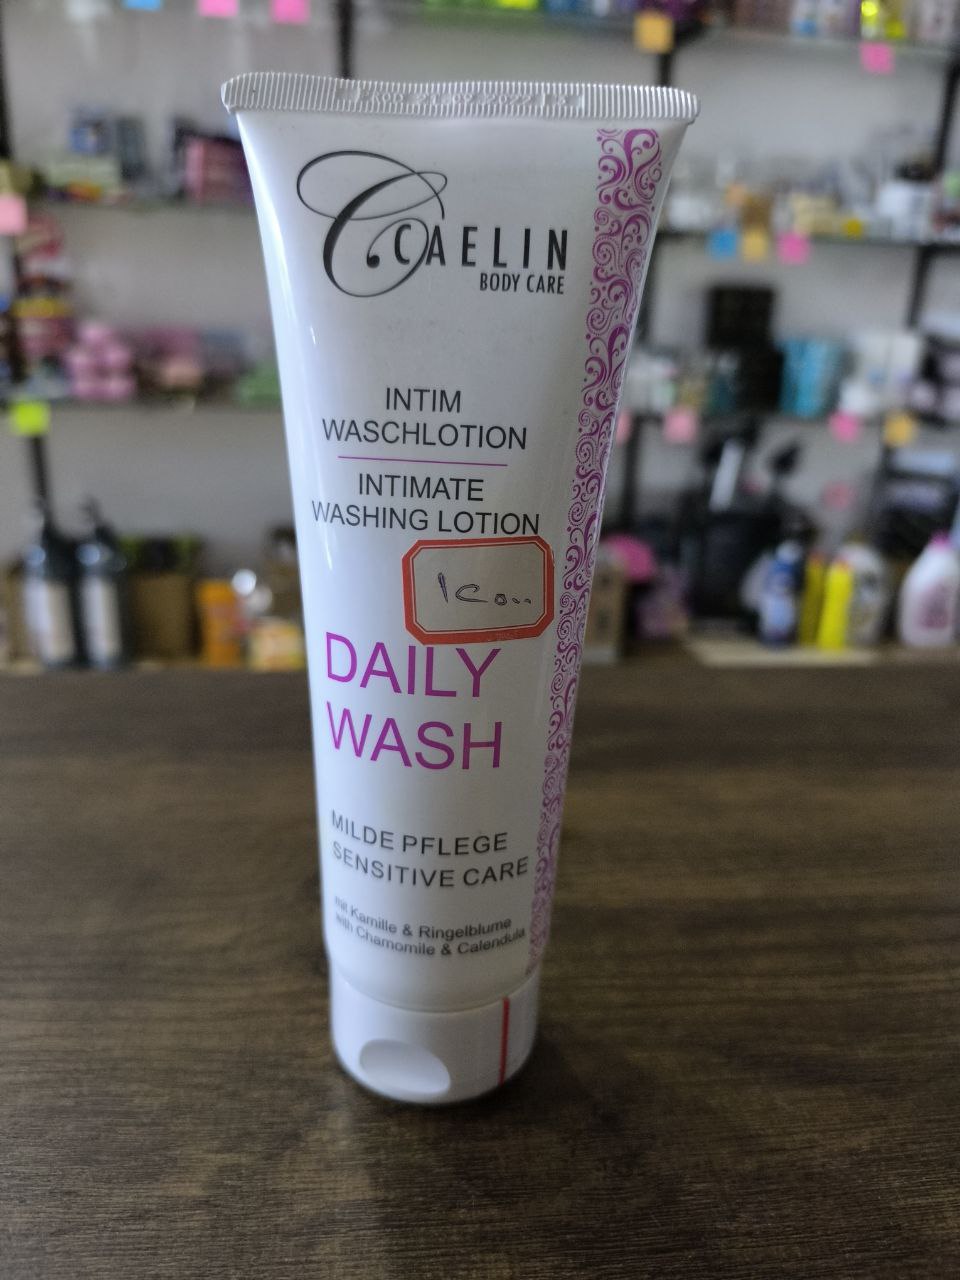 CAELIN
BODY CARE
INTIM
WASCHLOTION
INTIMATE
WASHING LOTION
DAILY
WASH
MILDE PFLEGE
SENSITIVE CARE
mit Kamille & Ringelblume
with Chamomile & Calendula